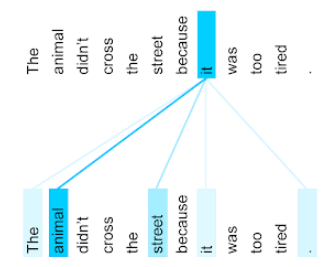 The animal didn't cross the street because it was too tired .
The animal didn't cross the street because it was too tired .